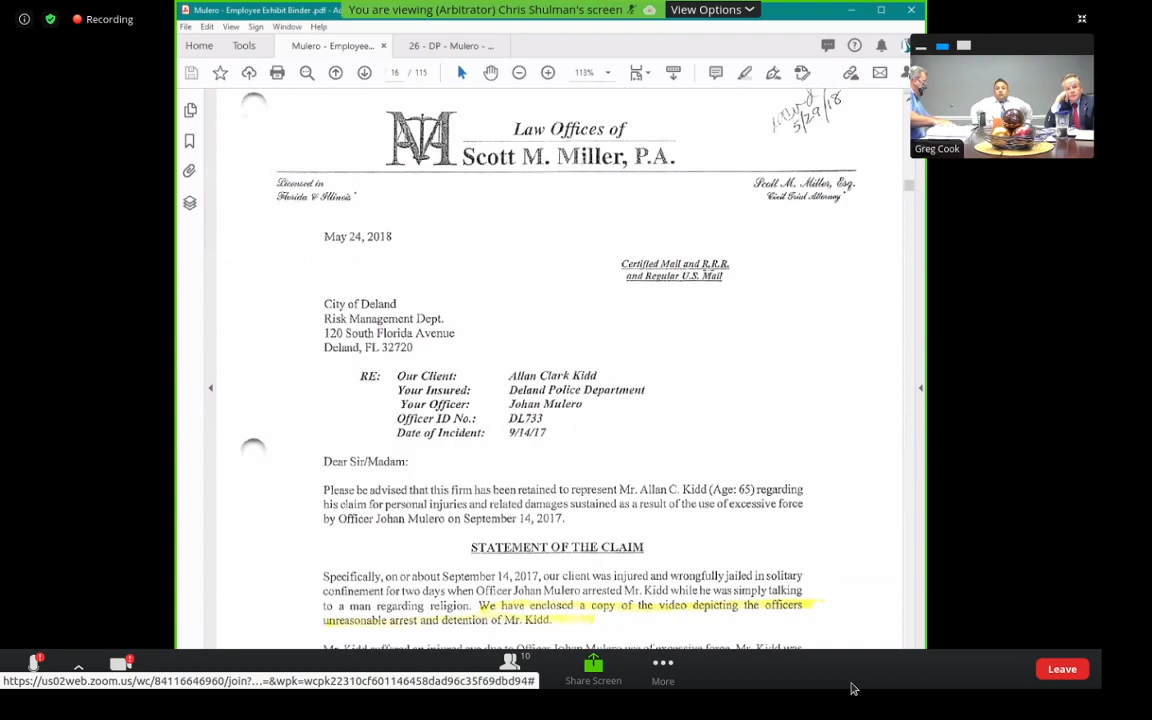 Recording
Mulero - Employee Exhibit Binder.pdf - A
You are viewing (Arbitrator) Chris Shulman's screen
View Options
File Edit View Sign Window Help
Home Tools Mulero - Employee... × 26 - DP - Mulero - ...
16 / 115 113%
5/29/18
Law Offices of
Scott M. Miller, P.A.
Licensed in
Florida & Illinois
Scott M. Miller, Esq.
Civil Trial Attorney
Greg Cook
May 24, 2018
Certified Mail and R.R.R.
and Regular U.S. Mail
City of Deland
Risk Management Dept.
120 South Florida Avenue
Deland, FL 32720
RE: Our Client: Allan Clark Kidd
Your Insured: Deland Police Department
Your Officer: Johan Mulero
Officer ID No.: DL733
Date of Incident: 9/14/17
Dear Sir/Madam:
Please be advised that this firm has been retained to represent Mr. Allan C. Kidd (Age: 65) regarding
his claim for personal injuries and related damages sustained as a result of the use of excessive force
by Officer Johan Mulero on September 14, 2017.
STATEMENT OF THE CLAIM
Specifically, on or about September 14, 2017, our client was injured and wrongfully jailed in solitary
confinement for two days when Officer Johan Mulero arrested Mr. Kidd while he was simply talking
to a man regarding religion. We have enclosed a copy of the video depicting the officers
unreasonable arrest and detention of Mr. Kidd.
10
Share Screen
More
Leave
https://us02web.zoom.us/wc/84116646960/join?...=&wpk=wcpk22310cf601146458dad96c35f69dbd94#